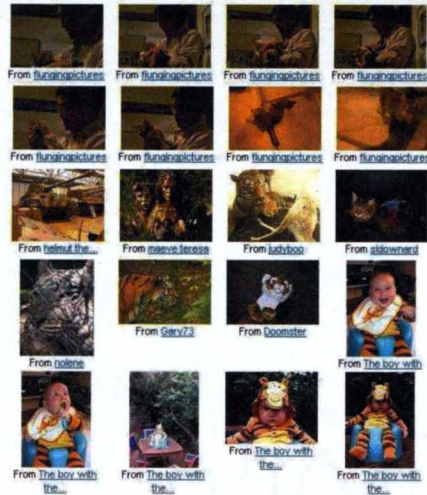 From flungingpictures From flungingpictures From flungingpictures From flungingpictures
From flungingpictures From flungingpictures From flungingpictures From flungingpictures
From helmut the... From maeve teresa From judyboo From sldownard
From nolene From Gary73 From Doomster From The boy with
From The boy with
the...
From The boy with
the...
From The boy with
the...
From The boy with
the...